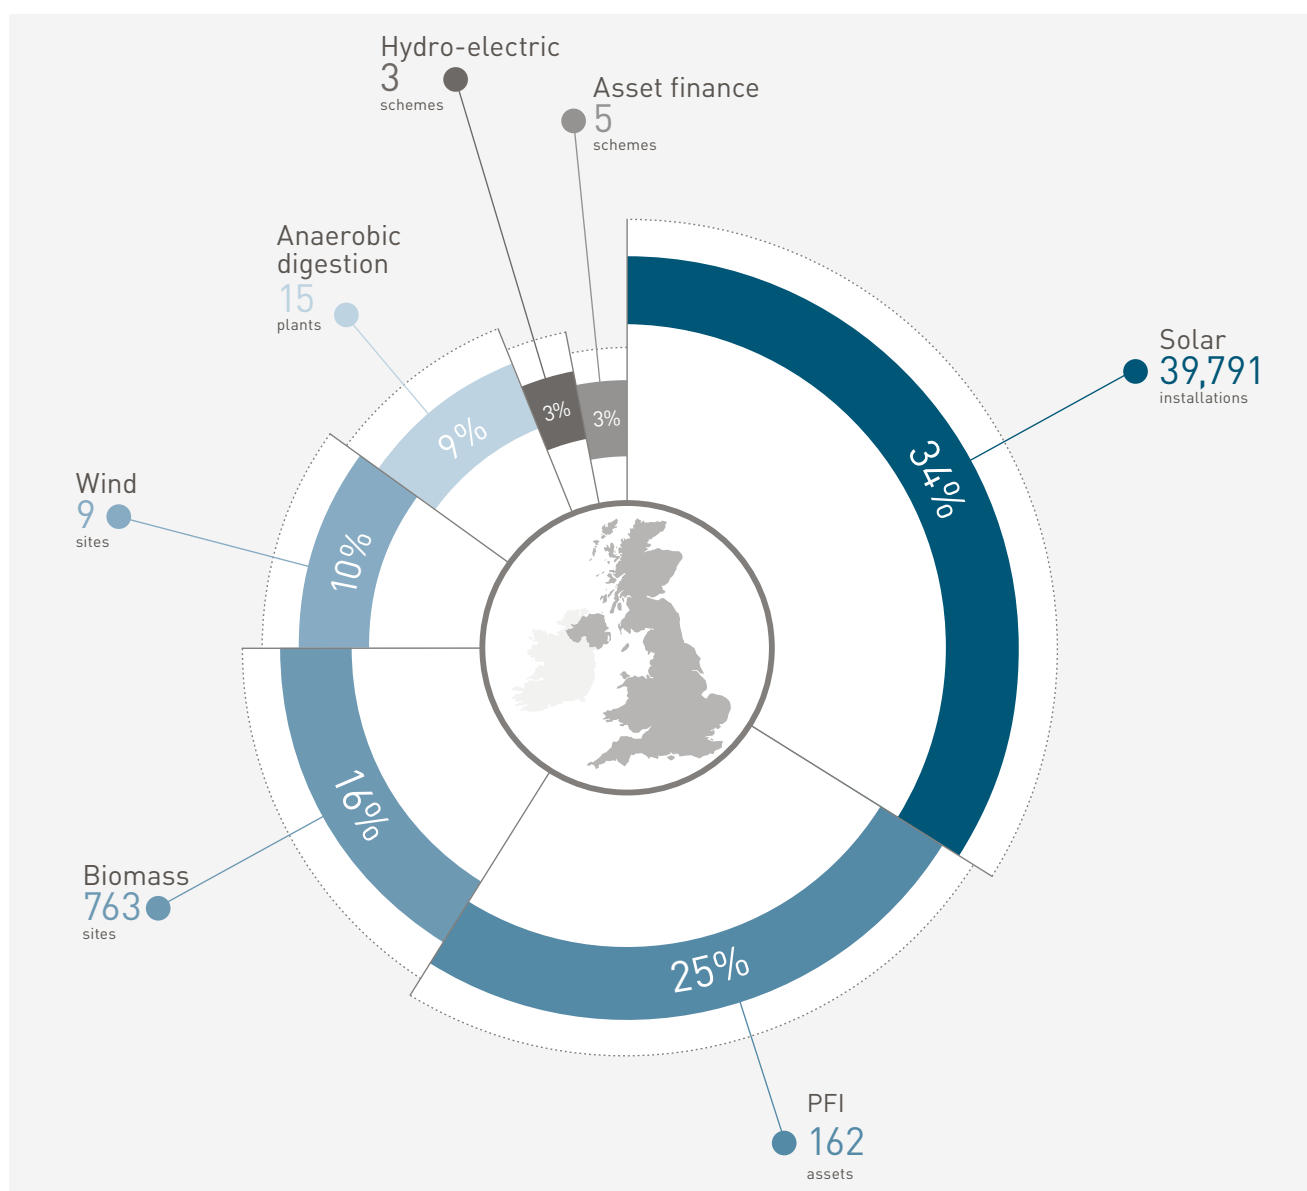 Hydro-electric
3
schemes
Asset finance
5
schemes
Anaerobic
digestion
15
plants
Solar
39,791
installations
Wind
9
sites
Biomass
763
sites
PFI
162
assets
34%
25%
16%
10%
9%
3%
3%